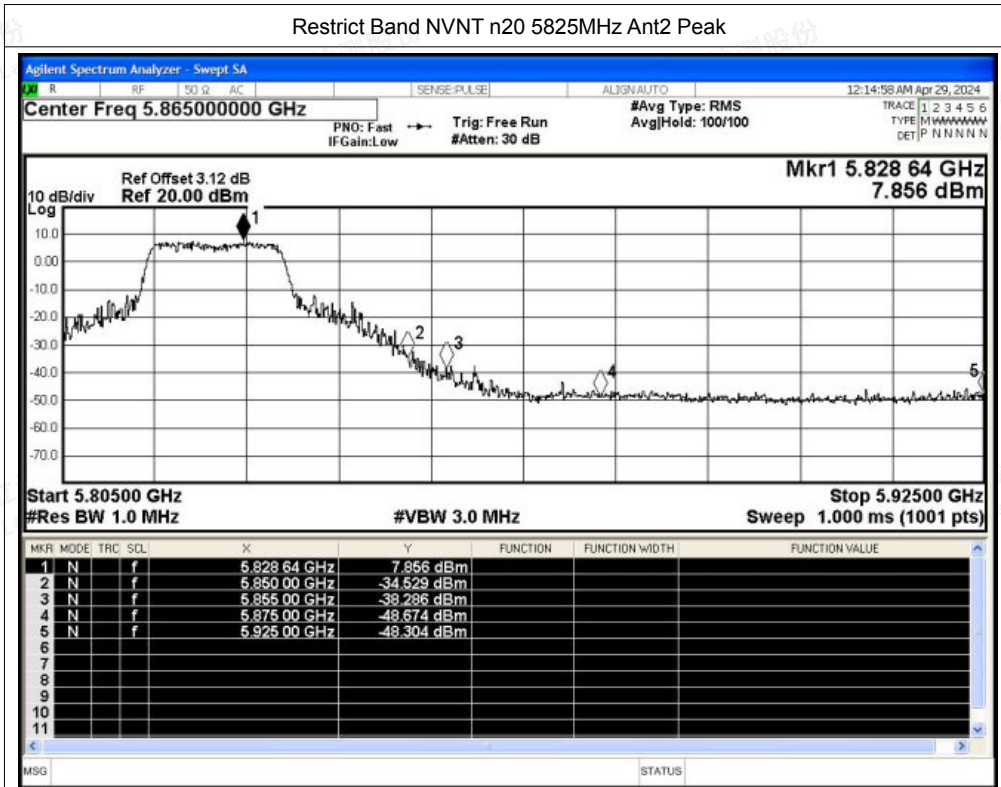 Restrict Band NVNT n20 5825MHz Ant2 Peak
Agilent Spectrum Analyzer - Swept SA
LXI R RF 50 Ω AC SENSE:PULSE ALIGNAUTO 12:14:58 AM Apr 29, 2024
Center Freq 5.865000000 GHz #Avg Type: RMS TRACE 1 2 3 4 5 6
PNO: Fast Trig: Free Run Avg|Hold: 100/100 TYPE M WWWWW
IFGain:Low #Atten: 30 dB DET P N N N N N
Mkr1 5.828 64 GHz
7.856 dBm
Ref Offset 3.12 dB
10 dB/div Ref 20.00 dBm
Log
10.0
0.00
-10.0
-20.0
-30.0
-40.0
-50.0
-60.0
-70.0
1
2
3
4
5
Start 5.80500 GHz Stop 5.92500 GHz
#Res BW 1.0 MHz #VBW 3.0 MHz Sweep 1.000 ms (1001 pts)
MKR MODE TRC SCL X Y FUNCTION FUNCTION WIDTH FUNCTION VALUE
1 N f 5.828 64 GHz 7.856 dBm
2 N f 5.850 00 GHz -34.529 dBm
3 N f 5.855 00 GHz -38.286 dBm
4 N f 5.875 00 GHz -48.674 dBm
5 N f 5.925 00 GHz -48.304 dBm
6
7
8
9
10
11
MSG STATUS